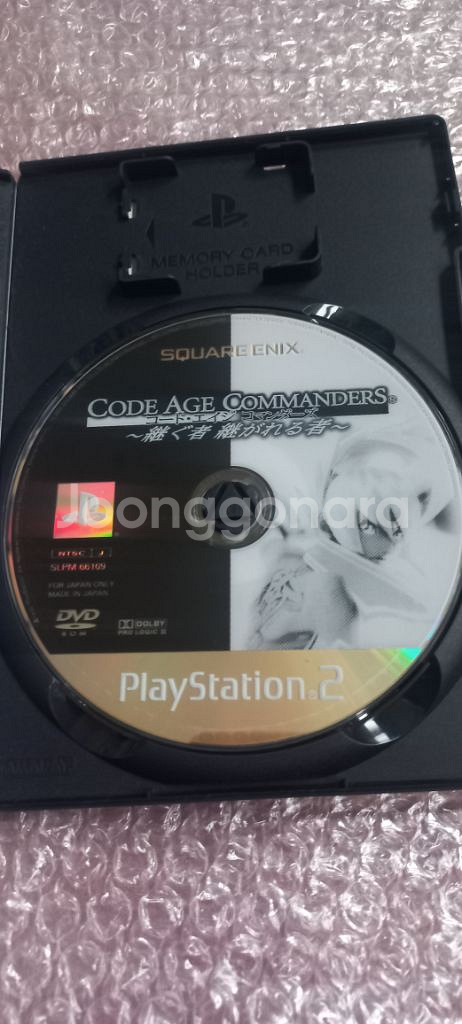 MEMORY CARD
HOLDER
SQUARE ENIX
CODE AGE COMMANDERS®
コード・エイジ コマンダーズ
～継ぐ者 継がれる者～
boonggonara
NTSC J
SLPM 66169
FOR JAPAN ONLY
MADE IN JAPAN
DVD
ROM
DOLBY
PRO LOGIC II
PlayStation®2